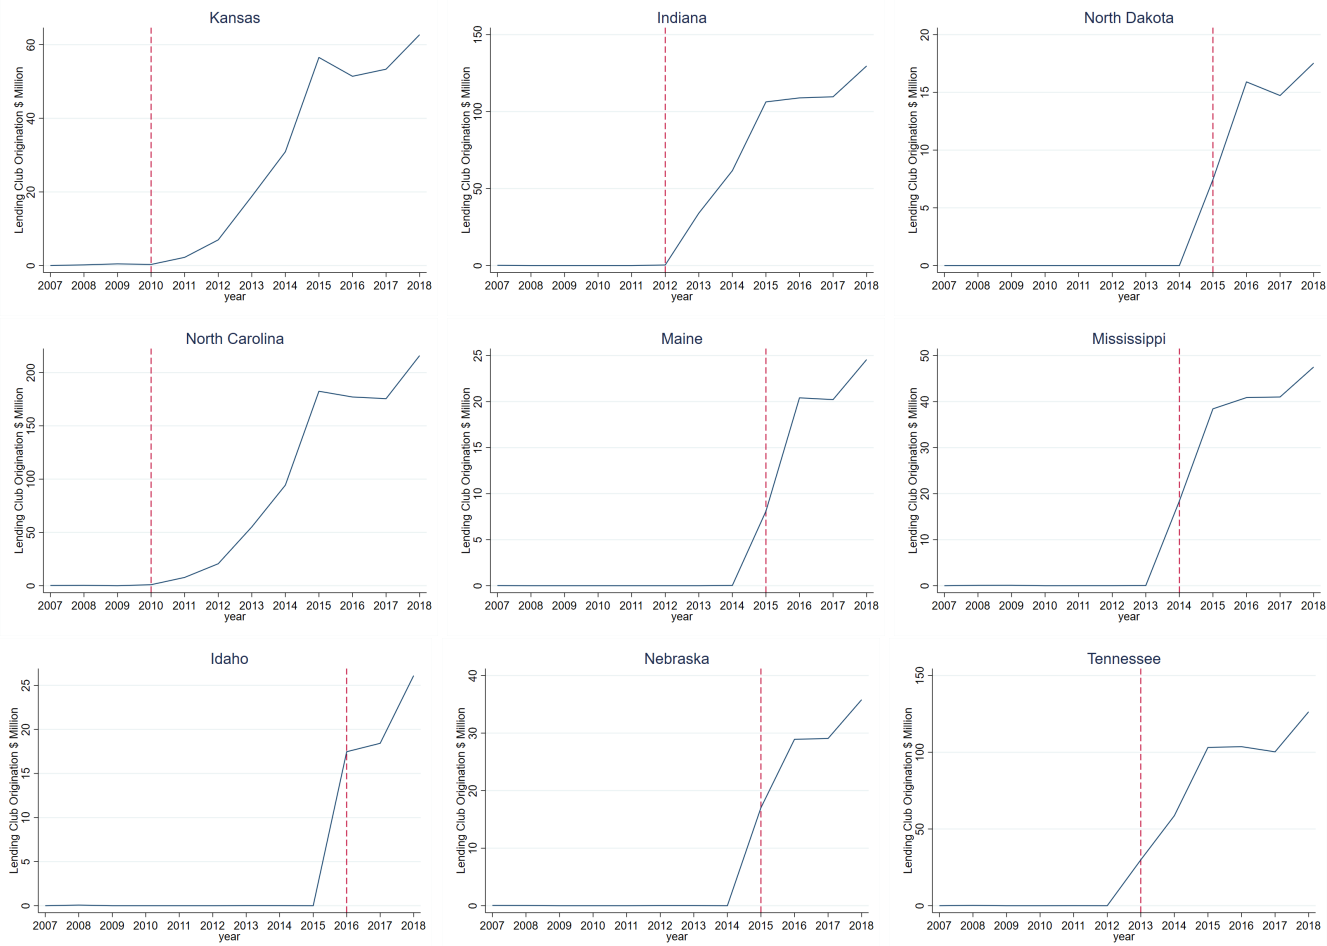 Kansas
Lending Club Origination $ Million
60
40
20
0
2007 2008 2009 2010 2011 2012 2013 2014 2015 2016 2017 2018
year
Indiana
Lending Club Origination $ Million
150
100
50
0
2007 2008 2009 2010 2011 2012 2013 2014 2015 2016 2017 2018
year
North Dakota
Lending Club Origination $ Million
20
15
10
5
0
2007 2008 2009 2010 2011 2012 2013 2014 2015 2016 2017 2018
year
North Carolina
Lending Club Origination $ Million
200
150
100
50
0
2007 2008 2009 2010 2011 2012 2013 2014 2015 2016 2017 2018
year
Maine
Lending Club Origination $ Million
25
20
15
10
5
0
2007 2008 2009 2010 2011 2012 2013 2014 2015 2016 2017 2018
year
Mississippi
Lending Club Origination $ Million
50
40
30
20
10
0
2007 2008 2009 2010 2011 2012 2013 2014 2015 2016 2017 2018
year
Idaho
Lending Club Origination $ Million
25
20
15
10
5
0
2007 2008 2009 2010 2011 2012 2013 2014 2015 2016 2017 2018
year
Nebraska
Lending Club Origination $ Million
40
30
20
10
0
2007 2008 2009 2010 2011 2012 2013 2014 2015 2016 2017 2018
year
Tennessee
Lending Club Origination $ Million
150
100
50
0
2007 2008 2009 2010 2011 2012 2013 2014 2015 2016 2017 2018
year